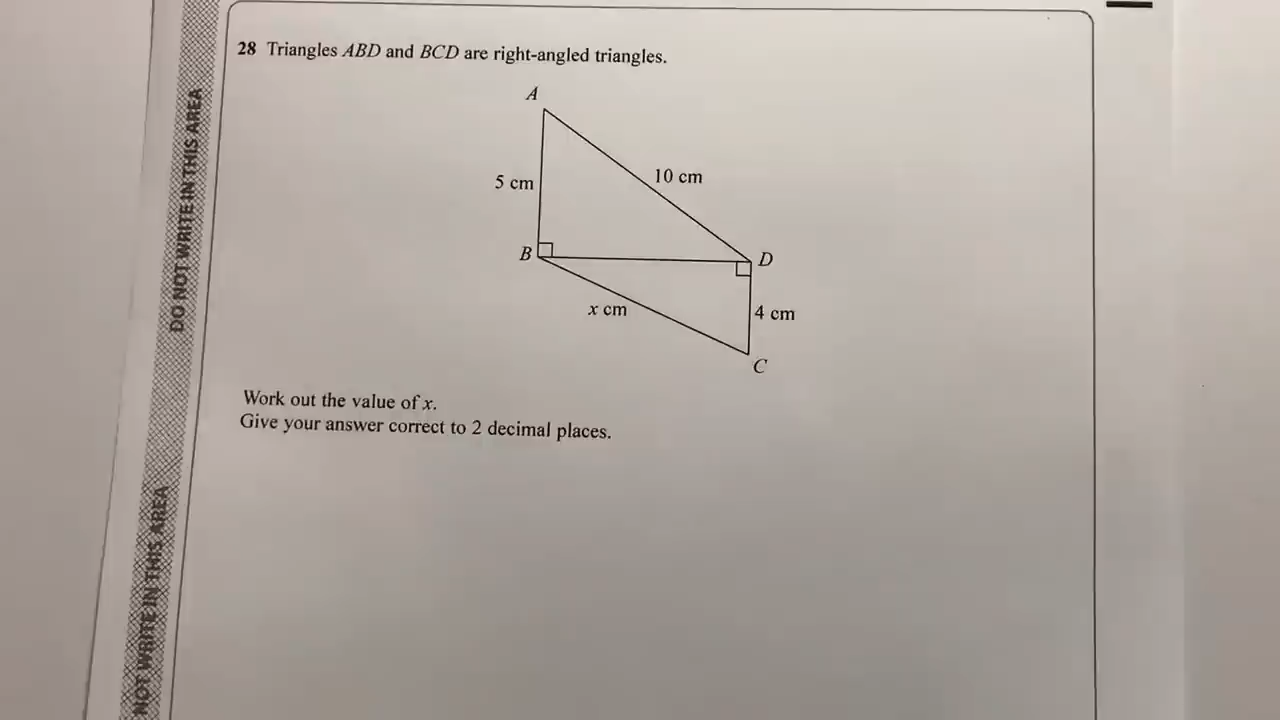 28 Triangles ABD and BCD are right-angled triangles.
A
5 cm
10 cm
B
D
x cm
4 cm
C
Work out the value of x.
Give your answer correct to 2 decimal places.
DO NOT WRITE IN THIS AREA
NOT WRITE IN THIS AREA